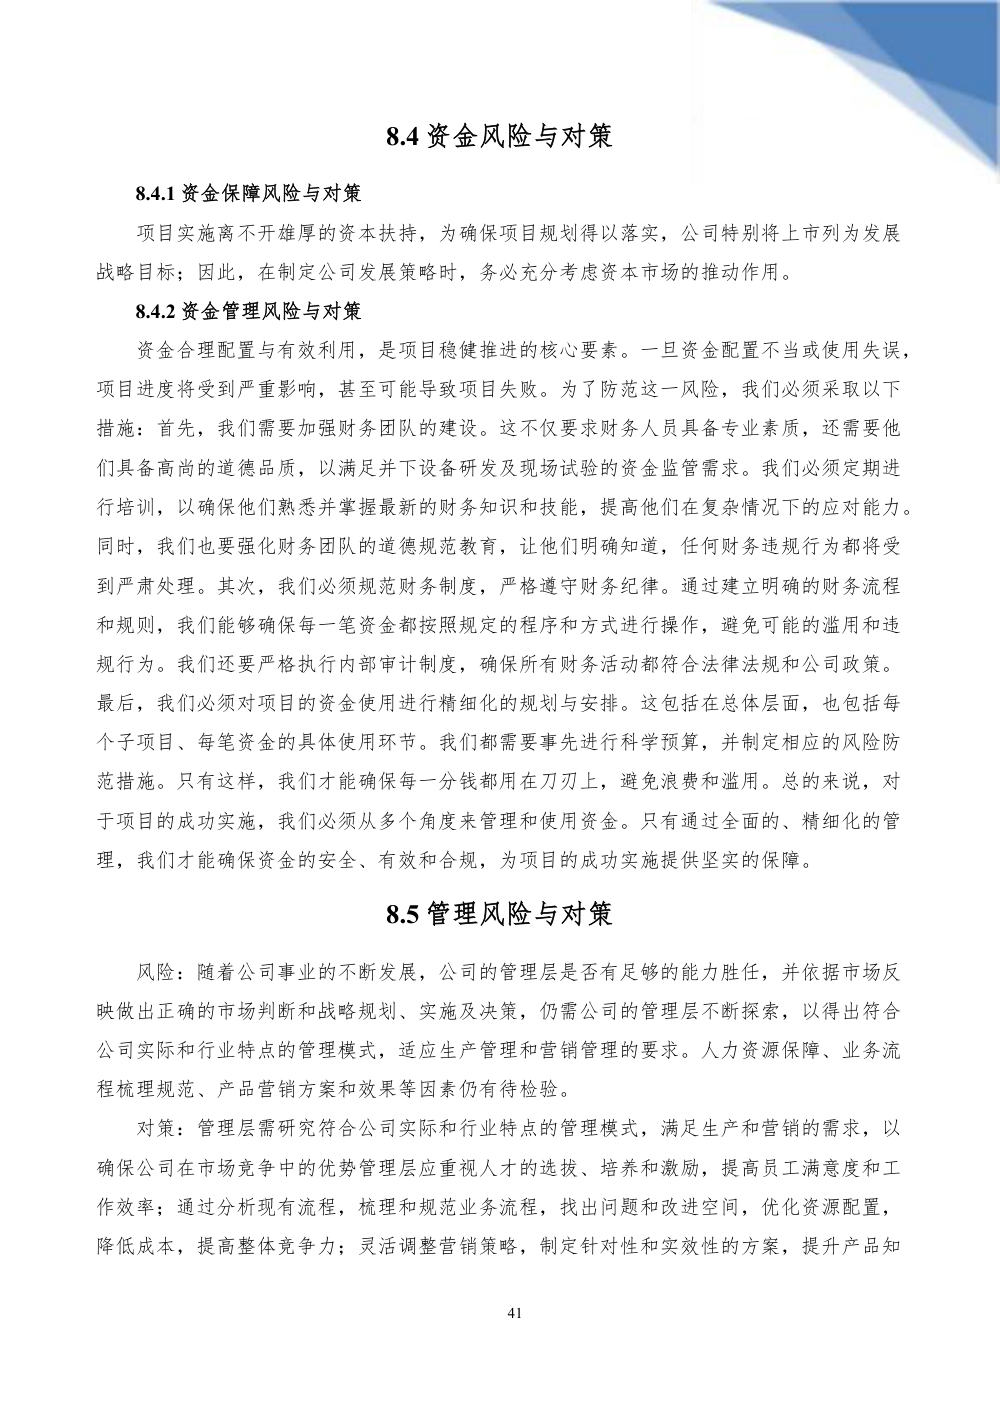 8.4 资金风险与对策
8.4.1 资金保障风险与对策
项目实施离不开雄厚的资本扶持，为确保项目规划得以落实，公司特别将上市列为发展
战略目标；因此，在制定公司发展策略时，务必充分考虑资本市场的推动作用。
8.4.2 资金管理风险与对策
资金合理配置与有效利用，是项目稳健推进的核心要素。一旦资金配置不当或使用失误，
项目进度将受到严重影响，甚至可能导致项目失败。为了防范这一风险，我们必须采取以下
措施：首先，我们需要加强财务团队的建设。这不仅要求财务人员具备专业素质，还需要他
们具备高尚的道德品质，以满足并下设备研发及现场试验的资金监管需求。我们必须定期进
行培训，以确保他们熟悉并掌握最新的财务知识和技能，提高他们在复杂情况下的应对能力。
同时，我们也要强化财务团队的道德规范教育，让他们明确知道，任何财务违规行为都将受
到严肃处理。其次，我们必须规范财务制度，严格遵守财务纪律。通过建立明确的财务流程
和规则，我们能够确保每一笔资金都按照规定的程序和方式进行操作，避免可能的滥用和违
规行为。我们还要严格执行内部审计制度，确保所有财务活动都符合法律法规和公司政策。
最后，我们必须对项目的资金使用进行精细化的规划与安排。这包括在总体层面，也包括每
个子项目、每笔资金的具体使用环节。我们都需要事先进行科学预算，并制定相应的风险防
范措施。只有这样，我们才能确保每一分钱都用在刀刃上，避免浪费和滥用。总的来说，对
于项目的成功实施，我们必须从多个角度来管理和使用资金。只有通过全面的、精细化的管
理，我们才能确保资金的安全、有效和合规，为项目的成功实施提供坚实的保障。
8.5 管理风险与对策
风险：随着公司事业的不断发展，公司的管理层是否有足够的能力胜任，并依据市场反
映做出正确的市场判断和战略规划、实施及决策，仍需公司的管理层不断探索，以得出符合
公司实际和行业特点的管理模式，适应生产管理和营销管理的要求。人力资源保障、业务流
程梳理规范、产品营销方案和效果等因素仍有待检验。
对策：管理层需研究符合公司实际和行业特点的管理模式，满足生产和营销的需求，以
确保公司在市场竞争中的优势管理层应重视人才的选拔、培养和激励，提高员工满意度和工
作效率；通过分析现有流程，梳理和规范业务流程，找出问题和改进空间，优化资源配置，
降低成本，提高整体竞争力；灵活调整营销策略，制定针对性和实效性的方案，提升产品知
41